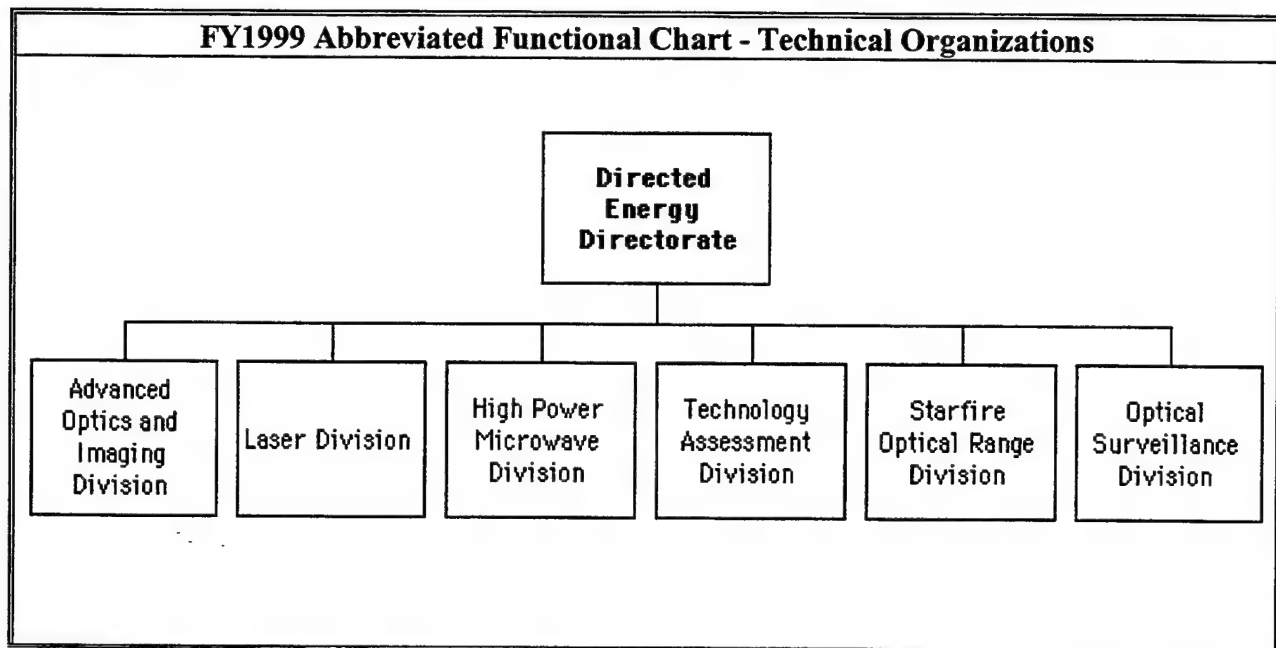 FY1999 Abbreviated Functional Chart - Technical Organizations
Directed
Energy
Directorate
Advanced
Optics and
Imaging
Division
Laser Division
High Power
Microwave
Division
Technology
Assessment
Division
Starfire
Optical Range
Division
Optical
Surveillance
Division